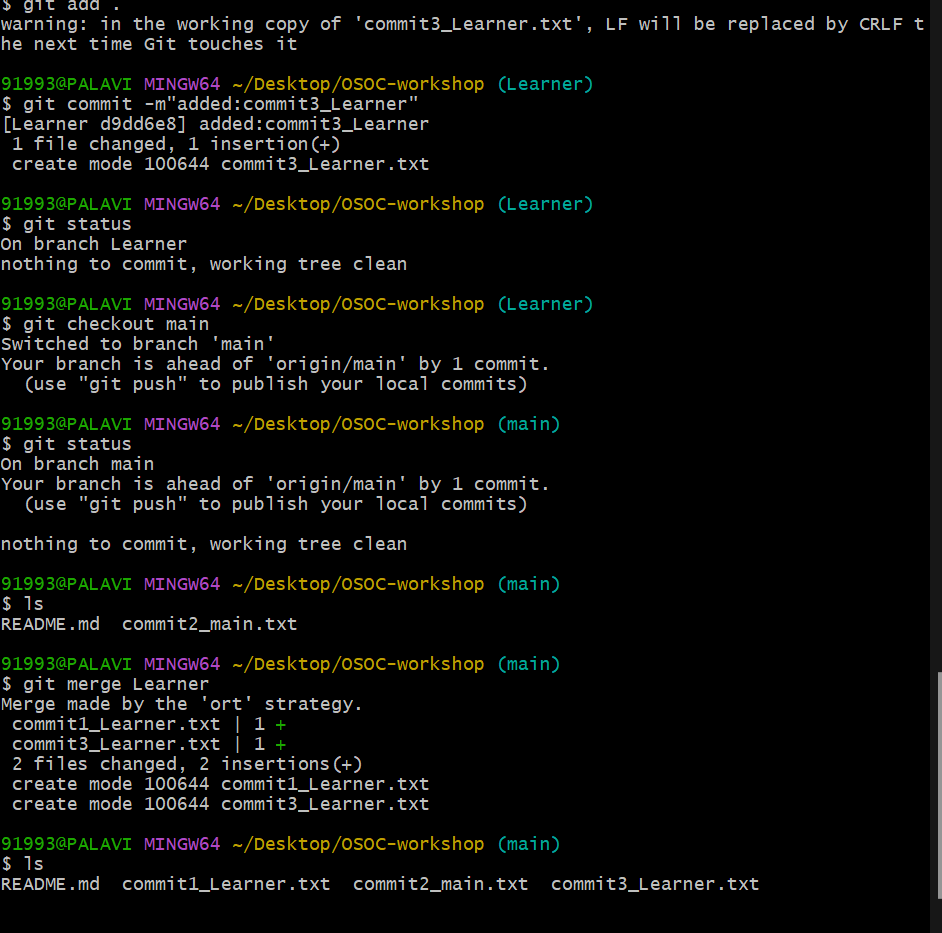 $ git add .
warning: in the working copy of 'commit3_Learner.txt', LF will be replaced by CRLF t
he next time Git touches it
91993@PALAVI MINGW64 ~/Desktop/OSOC-workshop (Learner)
$ git commit -m"added:commit3_Learner"
[Learner d9dd6e8] added:commit3_Learner
 1 file changed, 1 insertion(+)
 create mode 100644 commit3_Learner.txt
91993@PALAVI MINGW64 ~/Desktop/OSOC-workshop (Learner)
$ git status
On branch Learner
nothing to commit, working tree clean
91993@PALAVI MINGW64 ~/Desktop/OSOC-workshop (Learner)
$ git checkout main
Switched to branch 'main'
Your branch is ahead of 'origin/main' by 1 commit.
  (use "git push" to publish your local commits)
91993@PALAVI MINGW64 ~/Desktop/OSOC-workshop (main)
$ git status
On branch main
Your branch is ahead of 'origin/main' by 1 commit.
  (use "git push" to publish your local commits)
nothing to commit, working tree clean
91993@PALAVI MINGW64 ~/Desktop/OSOC-workshop (main)
$ ls
README.md  commit2_main.txt
91993@PALAVI MINGW64 ~/Desktop/OSOC-workshop (main)
$ git merge Learner
Merge made by the 'ort' strategy.
 commit1_Learner.txt | 1 +
 commit3_Learner.txt | 1 +
 2 files changed, 2 insertions(+)
 create mode 100644 commit1_Learner.txt
 create mode 100644 commit3_Learner.txt
91993@PALAVI MINGW64 ~/Desktop/OSOC-workshop (main)
$ ls
README.md  commit1_Learner.txt  commit2_main.txt  commit3_Learner.txt